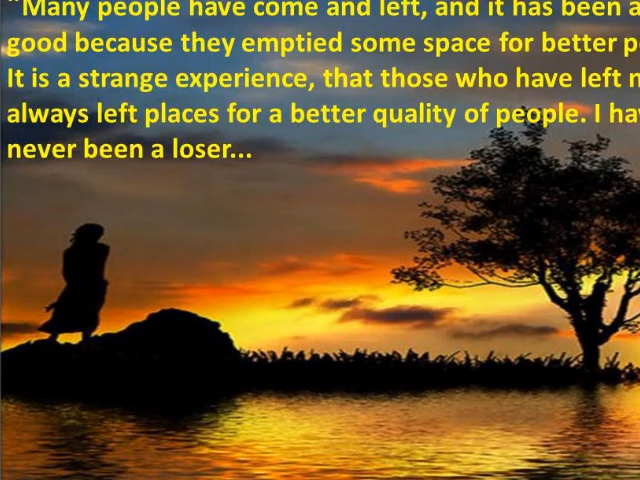 "Many people have come and left, and it has been a
good because they emptied some space for better p
It is a strange experience, that those who have left
always left places for a better quality of people. I ha
never been a loser...